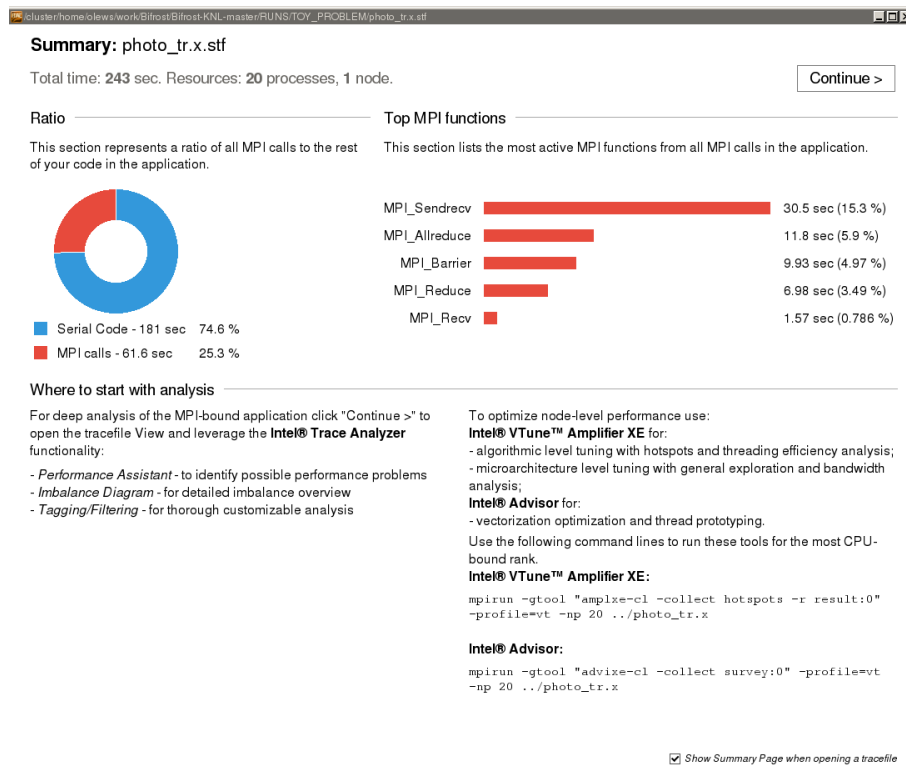 /cluster/home/olews/work/Bifrost/Bifrost-KNL-master/RUNS/TOY_PROBLEM/photo_tr.x.stf
Summary: photo_tr.x.stf
Total time: 243 sec. Resources: 20 processes, 1 node.
Continue >
Ratio
This section represents a ratio of all MPI calls to the rest
of your code in the application.
Serial Code - 181 sec 74.6 %
MPI calls - 61.6 sec 25.3 %
Top MPI functions
This section lists the most active MPI functions from all MPI calls in the application.
MPI_Sendrecv 30.5 sec (15.3 %)
MPI_Allreduce 11.8 sec (5.9 %)
MPI_Barrier 9.93 sec (4.97 %)
MPI_Reduce 6.98 sec (3.49 %)
MPI_Recv 1.57 sec (0.786 %)
Where to start with analysis
For deep analysis of the MPI-bound application click "Continue >" to
open the tracefile View and leverage the Intel® Trace Analyzer
functionality:
- Performance Assistant - to identify possible performance problems
- Imbalance Diagram - for detailed imbalance overview
- Tagging/Filtering - for thorough customizable analysis
To optimize node-level performance use:
Intel® VTune™ Amplifier XE for:
- algorithmic level tuning with hotspots and threading efficiency analysis;
- microarchitecture level tuning with general exploration and bandwidth
analysis;
Intel® Advisor for:
- vectorization optimization and thread prototyping.
Use the following command lines to run these tools for the most CPU-
bound rank.
Intel® VTune™ Amplifier XE:
mpirun -gtool "amplxe-cl -collect hotspots -r result:0"
-profile=vt -np 20 ../photo_tr.x
Intel® Advisor:
mpirun -gtool "advixe-cl -collect survey:0" -profile=vt
-np 20 ../photo_tr.x
Show Summary Page when opening a tracefile